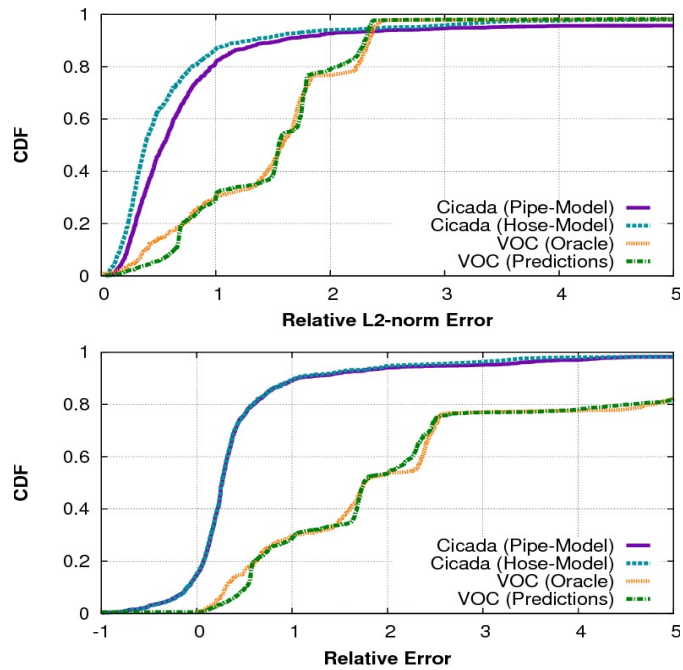 1
0.8
0.6
0.4
0.2
0
CDF
Cicada (Pipe-Model)
Cicada (Hose-Model)
VOC (Oracle)
VOC (Predictions)
0 1 2 3 4 5
Relative L2-norm Error
1
0.8
0.6
0.4
0.2
0
CDF
Cicada (Pipe-Model)
Cicada (Hose-Model)
VOC (Oracle)
VOC (Predictions)
-1 0 1 2 3 4 5
Relative Error